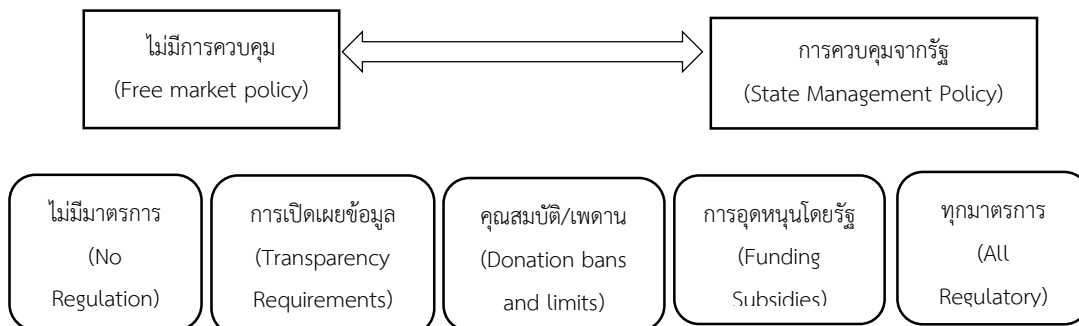 ไม่มีการควบคุม
(Free market policy)
การควบคุมจากรัฐ
(State Management Policy)
ไม่มีมาตรการ
(No
Regulation)
การเปิดเผยข้อมูล
(Transparency
Requirements)
คุณสมบัติ/เพดาน
(Donation bans
and limits)
การอุดหนุนโดยรัฐ
(Funding
Subsidies)
ทุกมาตรการ
(All
Regulatory)